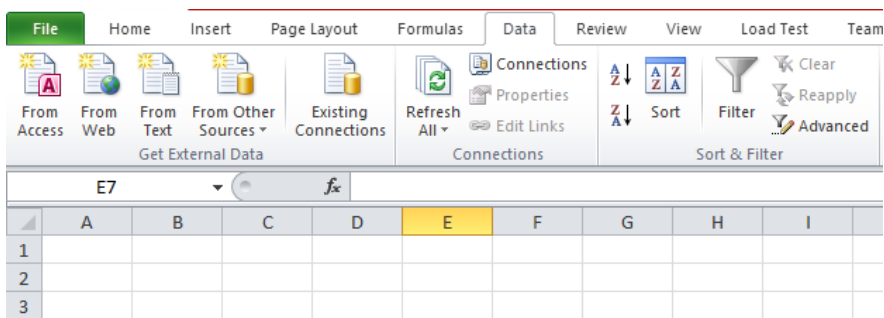 File Home Insert Page Layout Formulas Data Review View Load Test Team
From Access
From Web
From Text
From Other Sources
Existing Connections
Get External Data
Refresh All
Connections
Properties
Edit Links
Connections
Sort
Filter
Clear
Reapply
Advanced
Sort & Filter
E7 fx
A B C D E F G H I
1
2
3